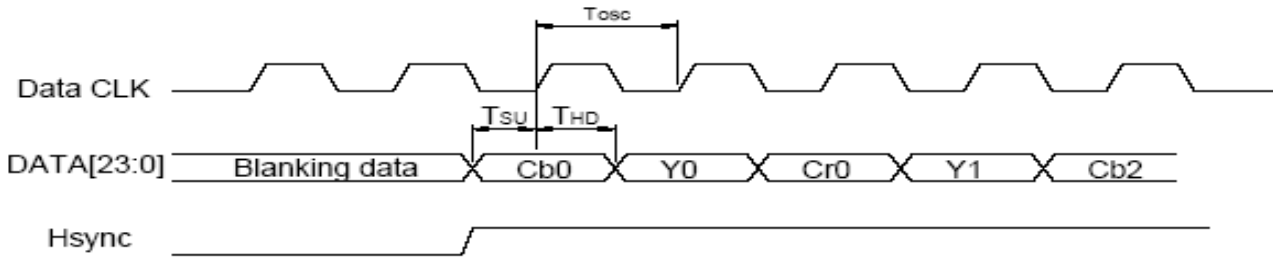 Tosc
Data CLK
TSU THD
DATA[23:0] Blanking data Cb0 Y0 Cr0 Y1 Cb2
Hsync